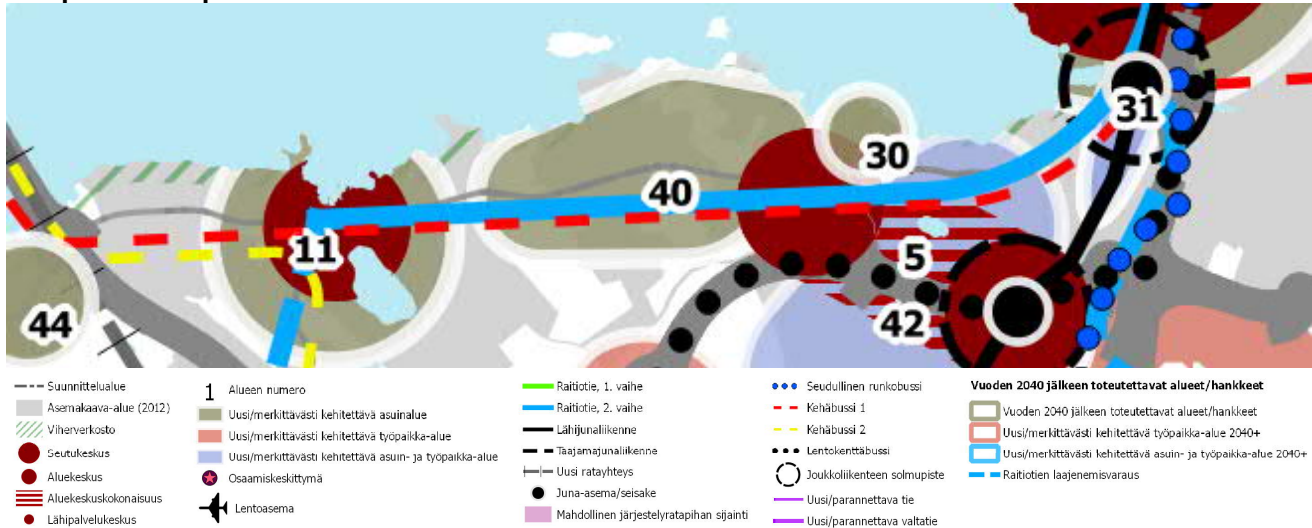 31
30
40
11
5
44
42
Suunnittelualue
Asemakaava-alue (2012)
Viherverkosto
Seutukeskus
Aluekeskus
Aluekeskuskokonaisuus
Lähipalvelukeskus
1 Alueen numero
Uusi/merkittävästi kehitettävä asuinalue
Uusi/merkittävästi kehitettävä työpaikka-alue
Uusi/merkittävästi kehitettävä asuin- ja työpaikka-alue
Osaamiskeskittymä
Lentoasema
Raitiotie, 1. vaihe
Raitiotie, 2. vaihe
Lähijunaliikenne
Taajamajunaliikenne
Uusi ratayhteys
Juna-asema/seisake
Mahdollinen järjestelyratapihan sijainti
Seudullinen runkobussi
Kehäbussi 1
Kehäbussi 2
Lentokenttäbussi
Joukkoliikenteen solmupiste
Uusi/parannettava tie
Uusi/parannettava valtatie
Vuoden 2040 jälkeen toteutettavat alueet/hankkeet
Vuoden 2040 jälkeen toteutettavat alueet/hankkeet
Uusi/merkittävästi kehitettävä työpaikka-alue 2040+
Uusi/merkittävästi kehitettävä asuin- ja työpaikka-alue 2040+
Raitiotien laajenemisvaraus